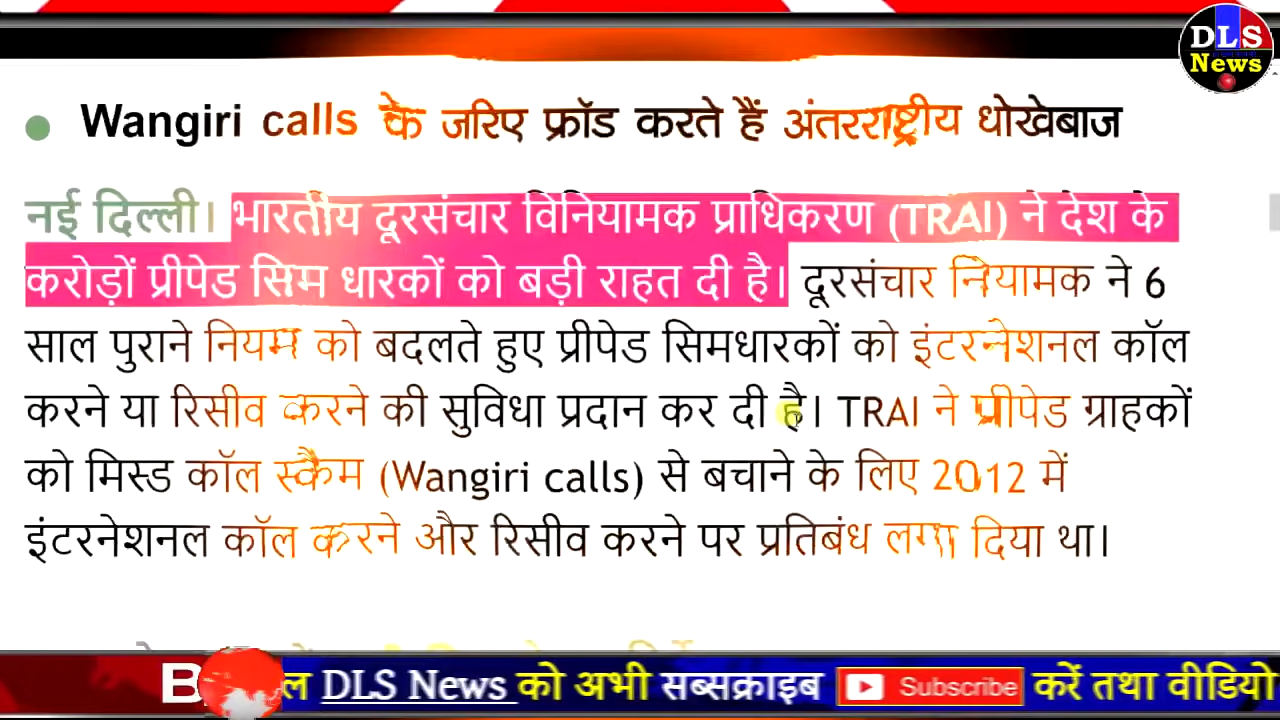 DLS
News
Wangiri calls के जरिए फ्रॉड करते हैं अंतरराष्ट्रीय धोखेबाज
नई दिल्ली। भारतीय दूरसंचार विनियामक प्राधिकरण (TRAI) ने देश के
करोड़ों प्रीपेड सिम धारकों को बड़ी राहत दी है। दूरसंचार नियामक ने 6
साल पुराने नियम को बदलते हुए प्रीपेड सिमधारकों को इंटरनेशनल कॉल
करने या रिसीव करने की सुविधा प्रदान कर दी है। TRAI ने प्रीपेड ग्राहकों
को मिस्ड कॉल स्कैम (Wangiri calls) से बचाने के लिए 2012 में
इंटरनेशनल कॉल करने और रिसीव करने पर प्रतिबंध लगा दिया था।
DLS News को अभी सब्सक्राइब Subscribe करें तथा वीडियो